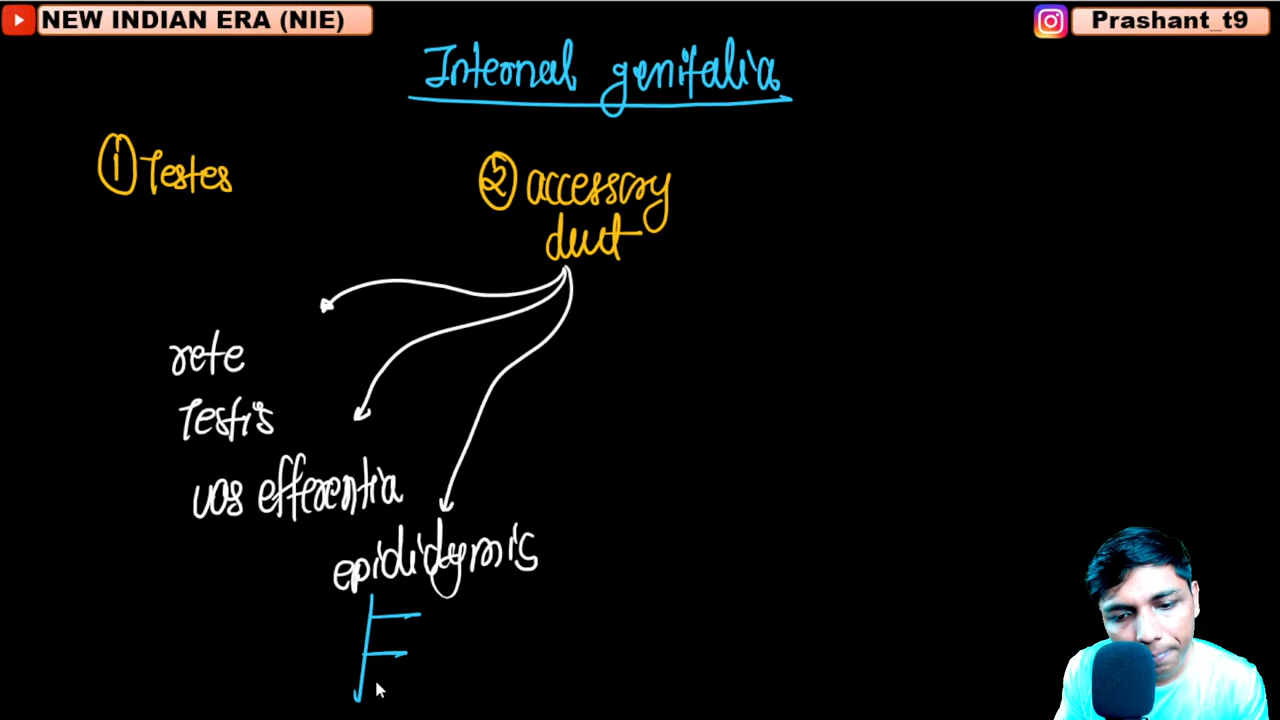 NEW INDIAN ERA (NIE)
Prashant_t9
Internal genitalia
① Testes
② accessory
duct
rete
Testis
vas efferentia
epididymis